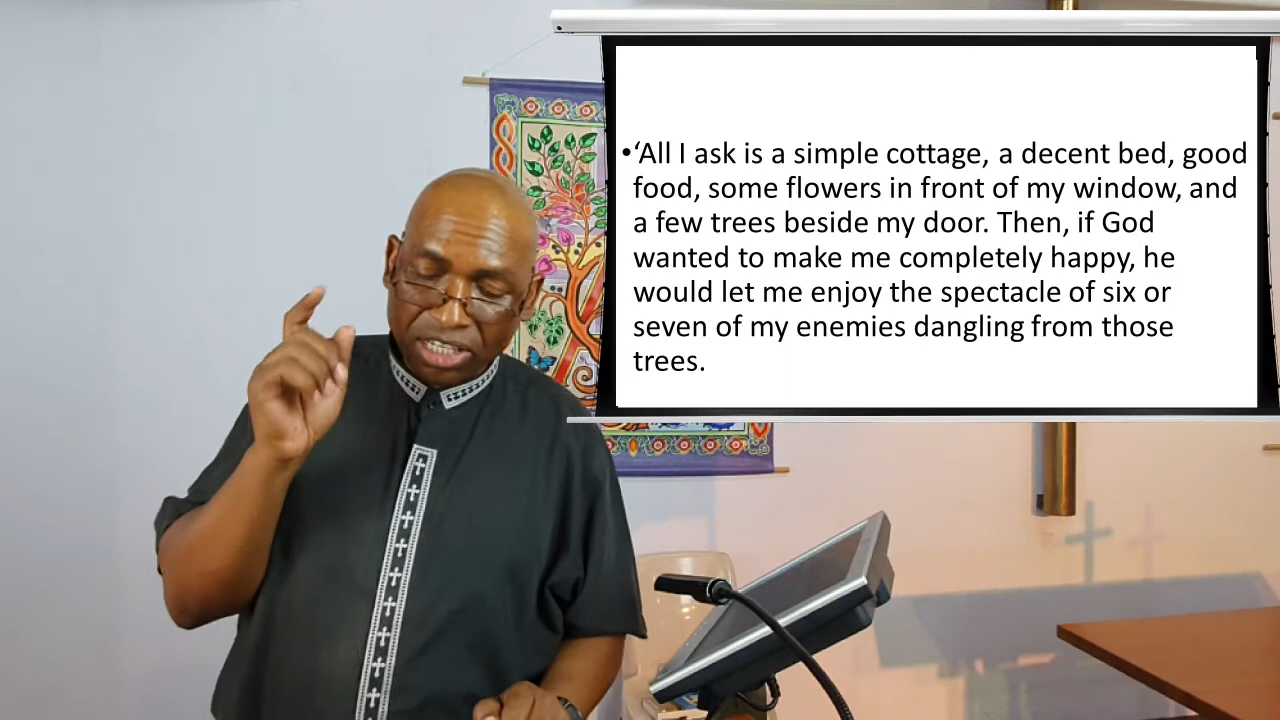 •‘All I ask is a simple cottage, a decent bed, good
food, some flowers in front of my window, and
a few trees beside my door. Then, if God
wanted to make me completely happy, he
would let me enjoy the spectacle of six or
seven of my enemies dangling from those
trees.